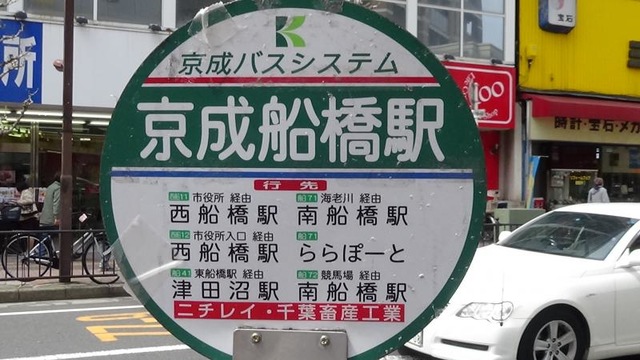 京成バスシステム
京成船橋駅
行先
船11 市役所 経由
西船橋駅
船71 海老川 経由
南船橋駅
船12 市役所入口 経由
西船橋駅
船71
ららぽーと
船41 東船橋駅 経由
津田沼駅
船72 競馬場 経由
南船橋駅
ニチレイ・千葉畜産工業
所
100
宝石
時計・宝石・メガ